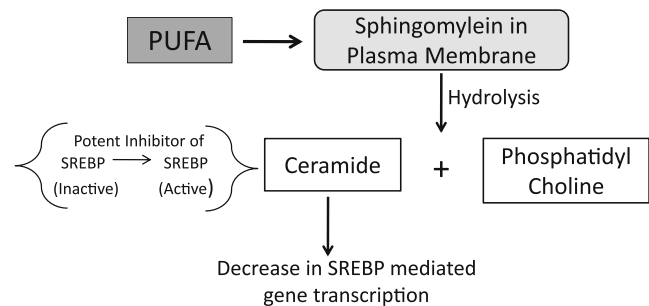 PUFA
Sphingomylein in
Plasma Membrane
Hydrolysis
Potent Inhibitor of
SREBP SREBP
(Inactive) (Active)
Ceramide
+
Phosphatidyl
Choline
Decrease in SREBP mediated
gene transcription